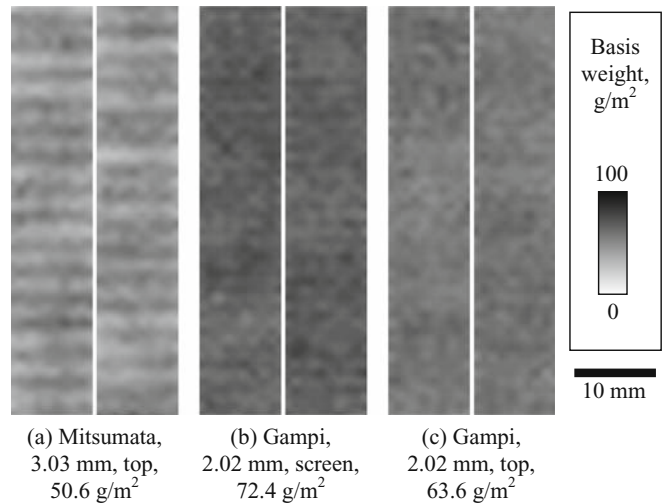 Basis
weight,
g/m²
100
0
10 mm
(a) Mitsumata,
3.03 mm, top,
50.6 g/m²
(b) Gampi,
2.02 mm, screen,
72.4 g/m²
(c) Gampi,
2.02 mm, top,
63.6 g/m²